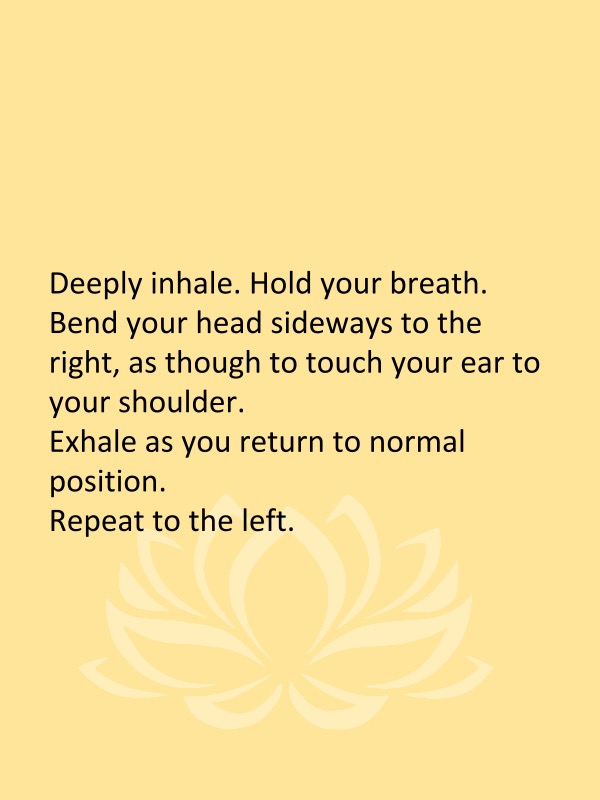 Deeply inhale. Hold your breath.
Bend your head sideways to the
right, as though to touch your ear to
your shoulder.
Exhale as you return to normal
position.
Repeat to the left.